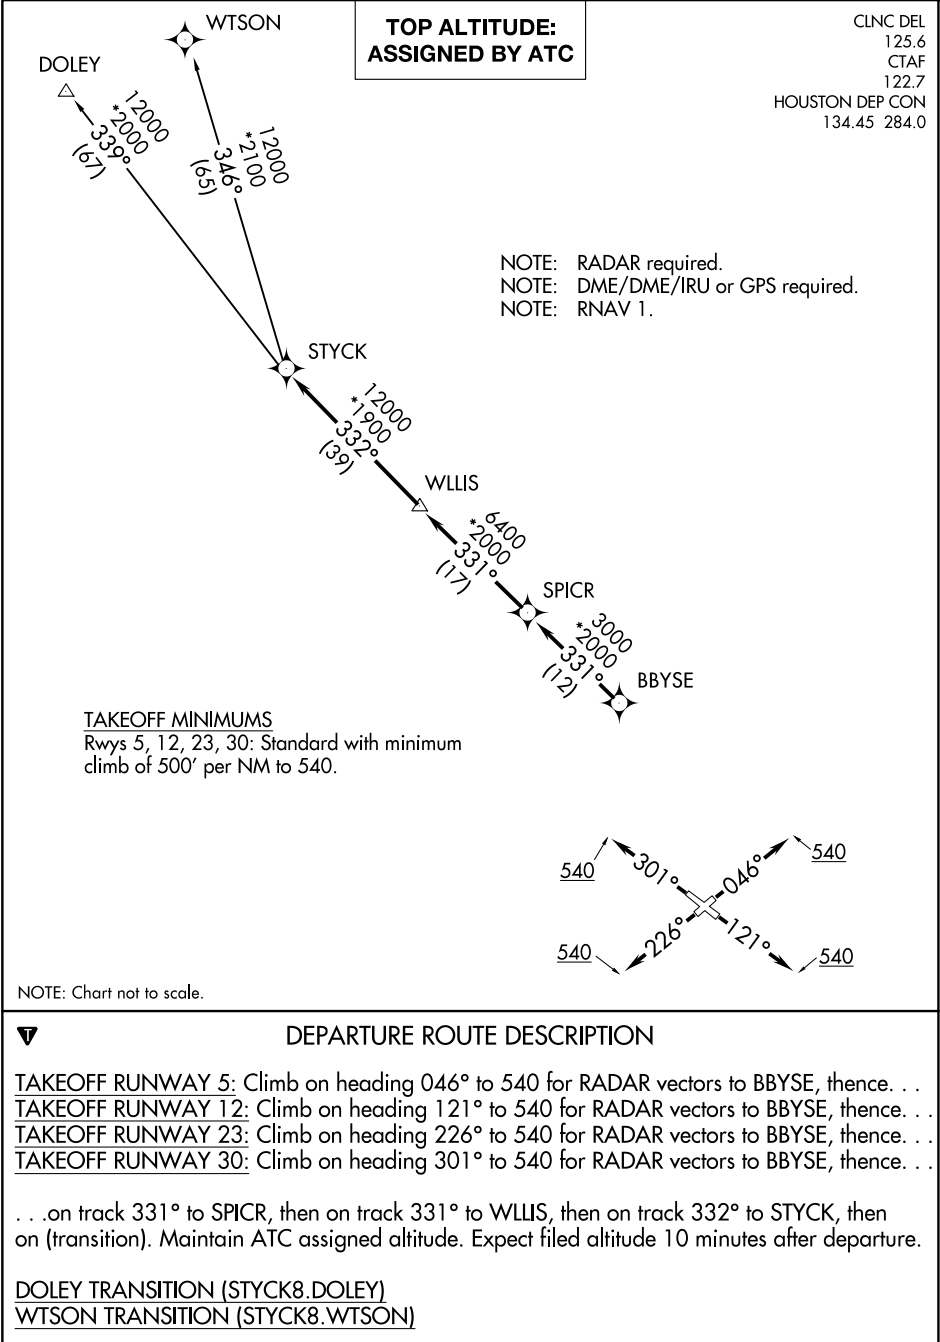 TOP ALTITUDE:
ASSIGNED BY ATC
CLNC DEL
125.6
CTAF
122.7
HOUSTON DEP CON
134.45 284.0
WTSON
DOLEY
12000
*2000
339°
(67)
12000
*2100
346°
(65)
NOTE: RADAR required.
NOTE: DME/DME/IRU or GPS required.
NOTE: RNAV 1.
STYCK
12000
*1900
332°
(39)
WLLIS
6400
*2000
331°
(17)
SPICR
3000
*2000
331°
(12)
BBYSE
TAKEOFF MINIMUMS
Rwys 5, 12, 23, 30: Standard with minimum
climb of 500' per NM to 540.
540
301°
046°
540
540
226°
121°
540
NOTE: Chart not to scale.
T
DEPARTURE ROUTE DESCRIPTION
TAKEOFF RUNWAY 5: Climb on heading 046° to 540 for RADAR vectors to BBYSE, thence. . .
TAKEOFF RUNWAY 12: Climb on heading 121° to 540 for RADAR vectors to BBYSE, thence. . .
TAKEOFF RUNWAY 23: Climb on heading 226° to 540 for RADAR vectors to BBYSE, thence. . .
TAKEOFF RUNWAY 30: Climb on heading 301° to 540 for RADAR vectors to BBYSE, thence. . .
. . .on track 331° to SPICR, then on track 331° to WLLIS, then on track 332° to STYCK, then
on (transition). Maintain ATC assigned altitude. Expect filed altitude 10 minutes after departure.
DOLEY TRANSITION (STYCK8.DOLEY)
WTSON TRANSITION (STYCK8.WTSON)